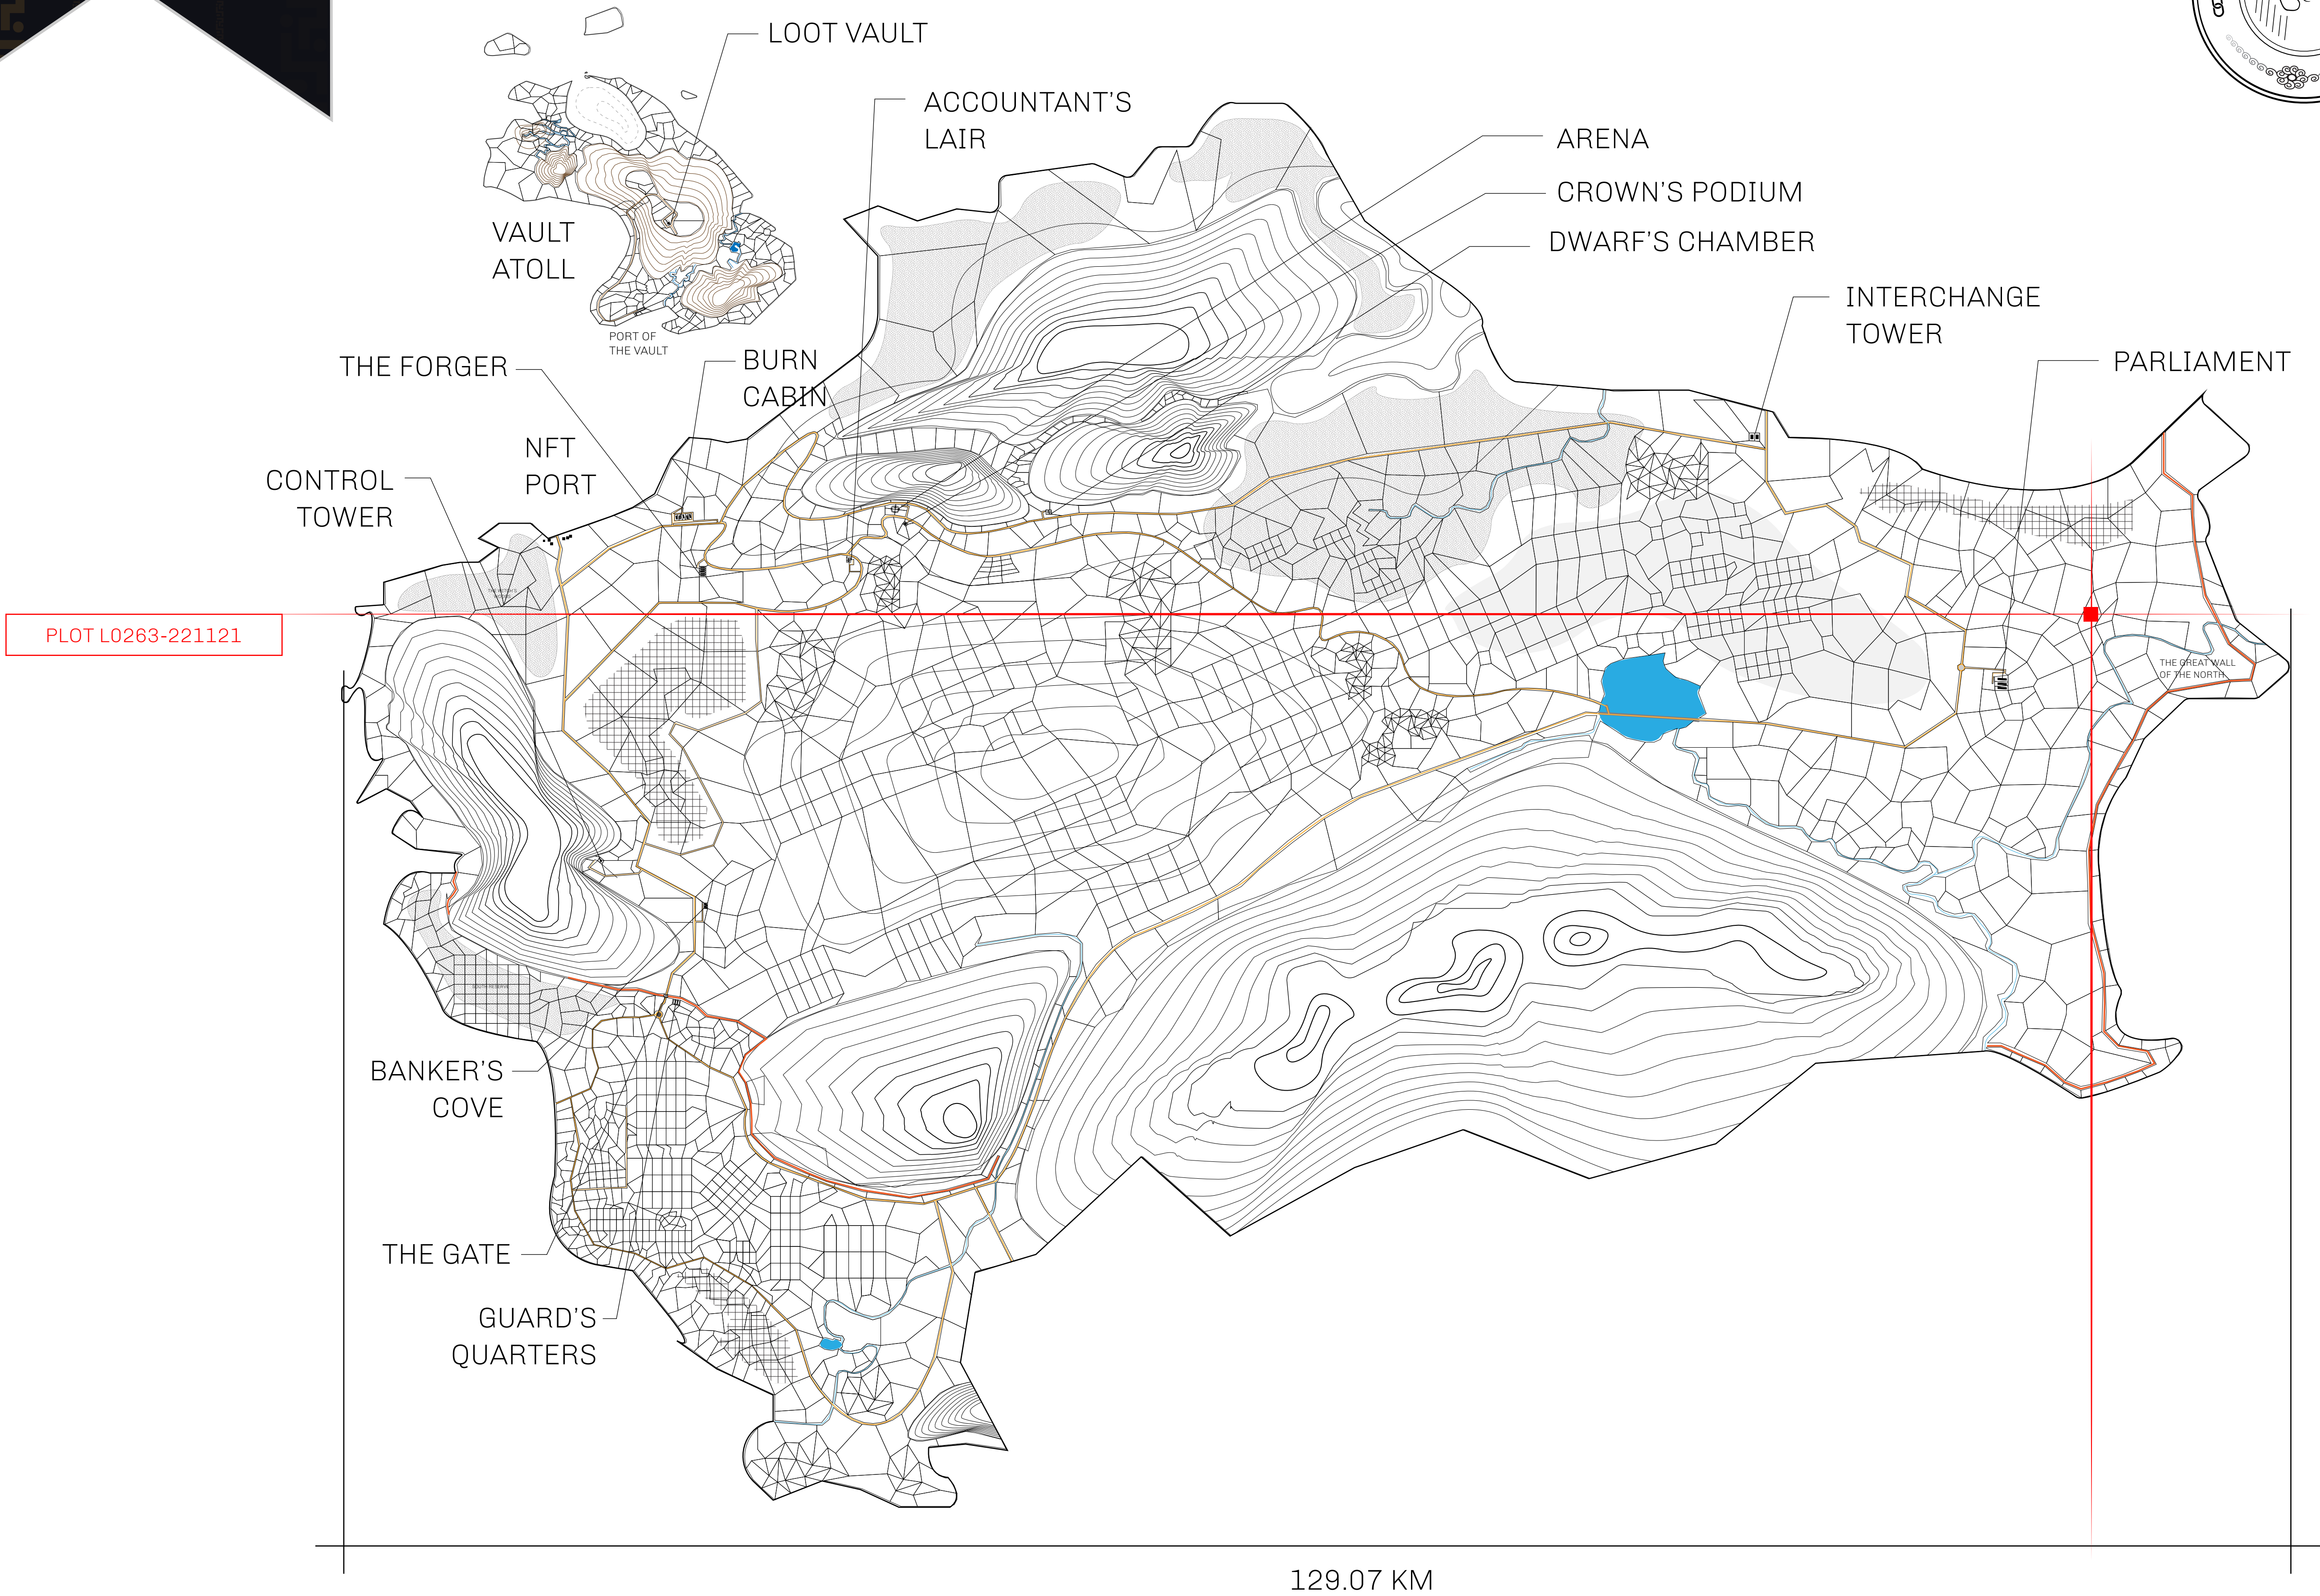 LOOT VAULT
ACCOUNTANT'S
LAIR
ARENA
CROWN'S PODIUM
DWARF'S CHAMBER
VAULT
ATOLL
INTERCHANGE
TOWER
PORT OF
THE VAULT
THE FORGER
BURN
CABIN
PARLIAMENT
NFT
PORT
CONTROL
TOWER
PLOT L0263-221121
THE GREAT WALL
OF THE NORTH
SOUTH RESERVE
BANKER'S
COVE
THE GATE
GUARD'S
QUARTERS
129.07 KM